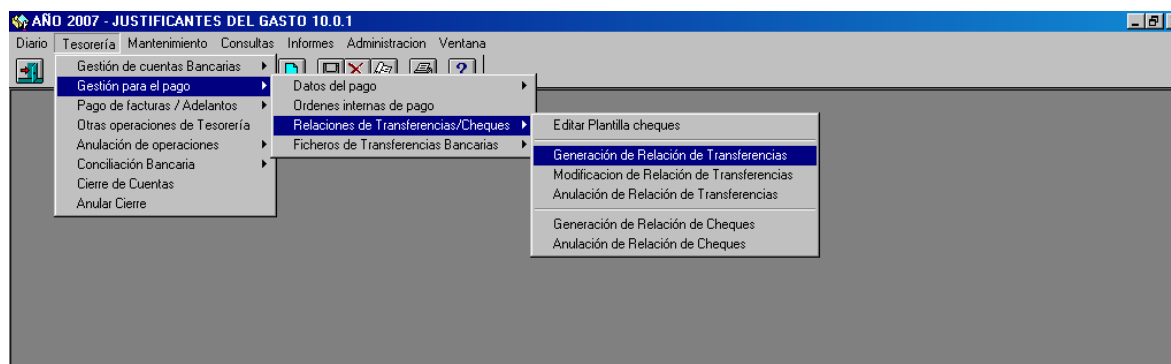 AÑO 2007 - JUSTIFICANTES DEL GASTO 10.0.1
Diario Tesorería Mantenimiento Consultas Informes Administracion Ventana
Gestión de cuentas Bancarias
Gestión para el pago
Pago de facturas / Adelantos
Otras operaciones de Tesorería
Anulación de operaciones
Conciliación Bancaria
Cierre de Cuentas
Anular Cierre
Datos del pago
Ordenes internas de pago
Relaciones de Transferencias/Cheques
Ficheros de Transferencias Bancarias
Editar Plantilla cheques
Generación de Relación de Transferencias
Modificacion de Relación de Transferencias
Anulación de Relación de Transferencias
Generación de Relación de Cheques
Anulación de Relación de Cheques